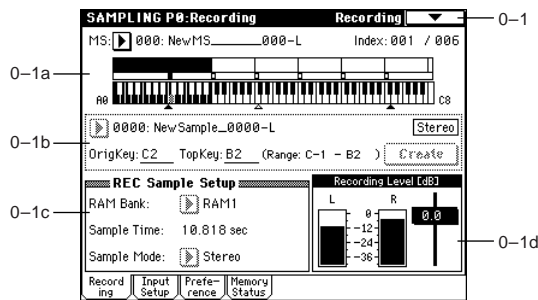 SAMPLING P0:Recording Recording
0–1
MS: 000: NewMS______000-L Index: 001 / 006
0–1a
A0 C8
0–1b
0000: NewSample_0000-L Stereo
OrigKey: C2 TopKey: B2 (Range: C-1 - B2 ) Create
REC Sample Setup
Recording Level [dB]
RAM Bank: RAM1
L R
0–1c
Sample Time: 10.818 sec
0-
-12-
-24-
-36-
0.0
0–1d
Sample Mode: Stereo
Record ing
Input Setup
Prefe- rence
Memory Status